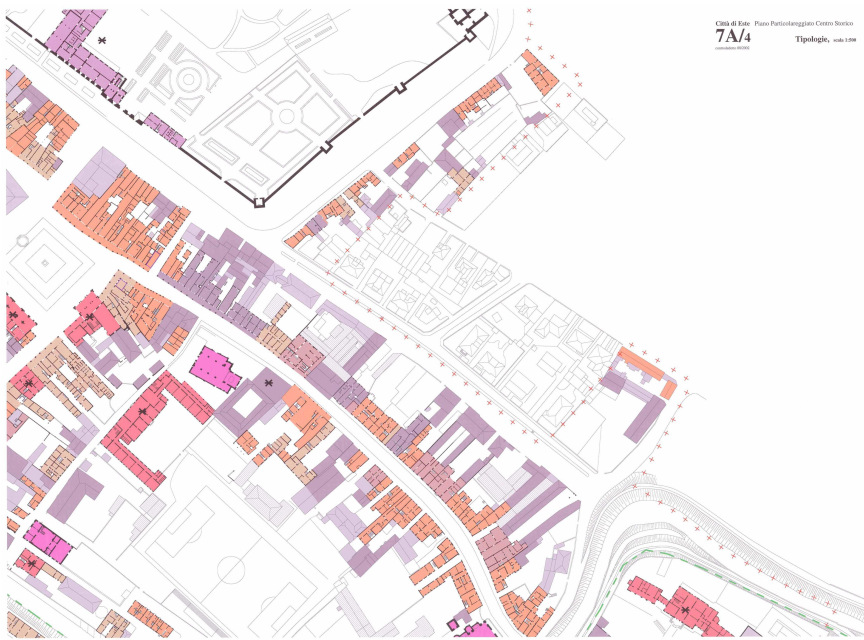 Città di Este Piano Particolareggiato Centro Storico
7A/4 Tipologie, scala 1:500